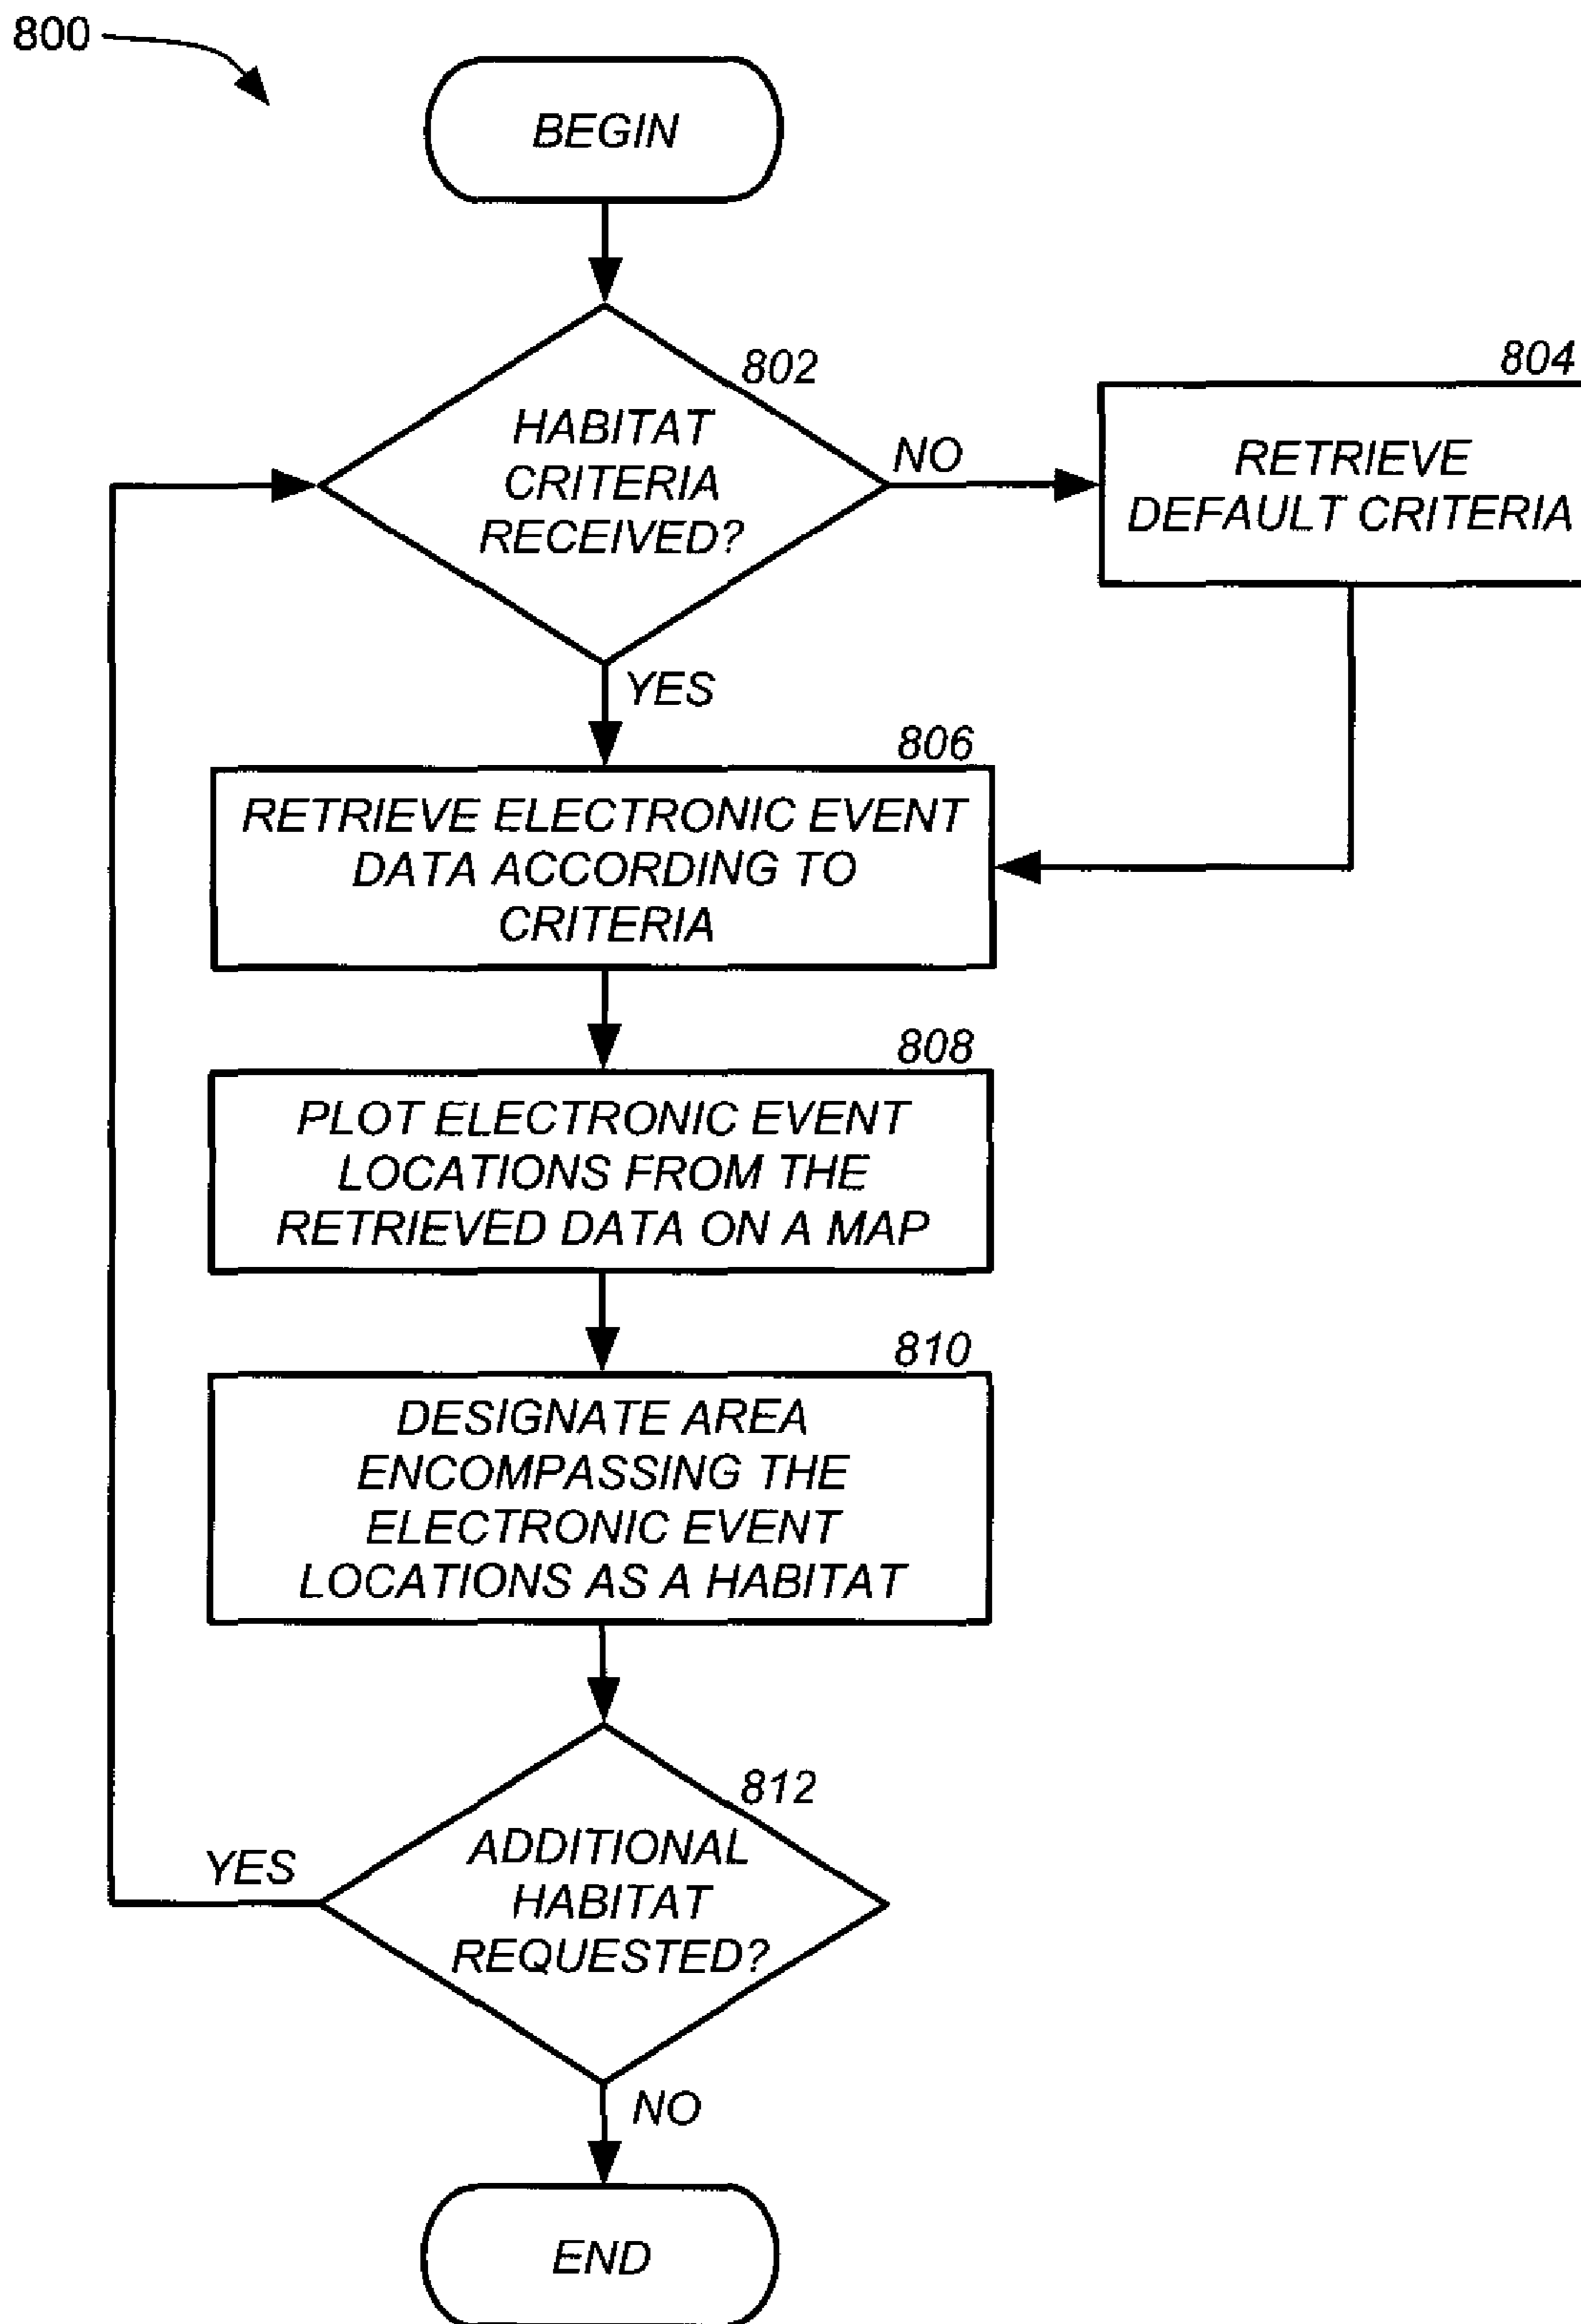 800
BEGIN
802
HABITAT
CRITERIA
RECEIVED?
NO
804
RETRIEVE
DEFAULT CRITERIA
YES
806
RETRIEVE ELECTRONIC EVENT
DATA ACCORDING TO
CRITERIA
808
PLOT ELECTRONIC EVENT
LOCATIONS FROM THE
RETRIEVED DATA ON A MAP
810
DESIGNATE AREA
ENCOMPASSING THE
ELECTRONIC EVENT
LOCATIONS AS A HABITAT
812
ADDITIONAL
HABITAT
REQUESTED?
YES
NO
END